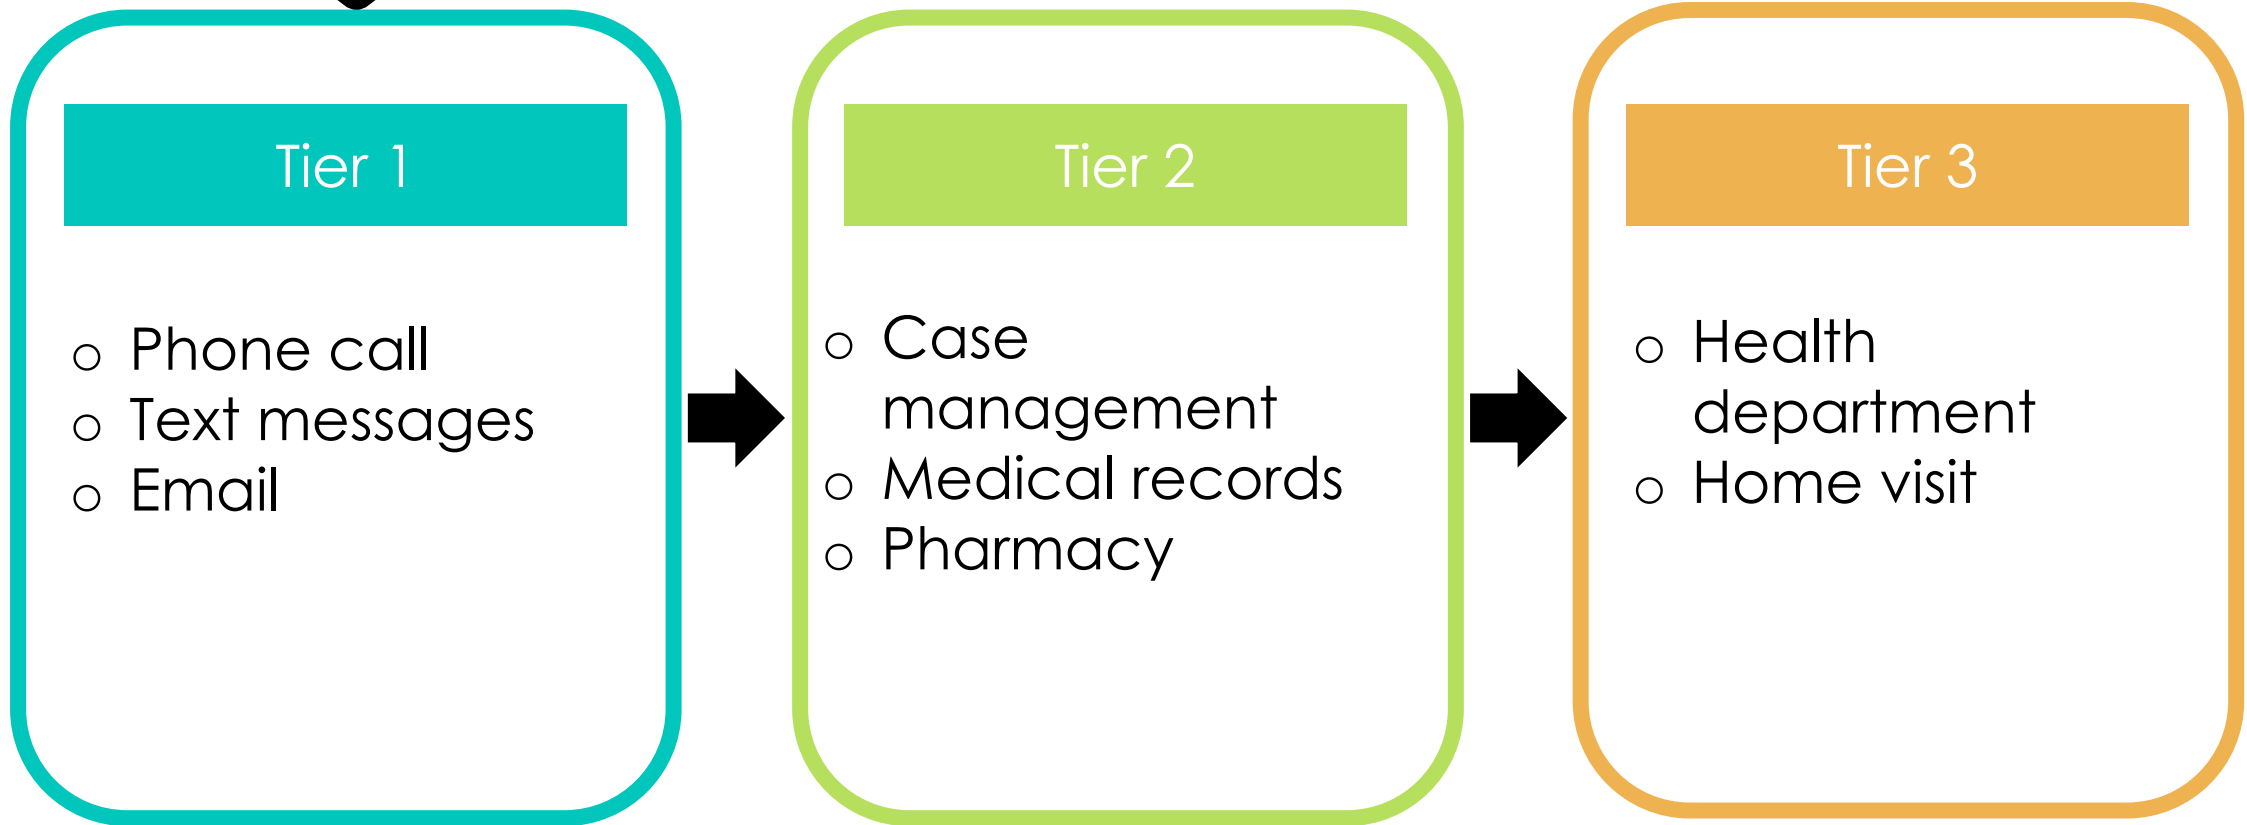 Tier 1
o Phone call
o Text messages
o Email
Tier 2
o Case
management
o Medical records
o Pharmacy
Tier 3
o Health
department
o Home visit